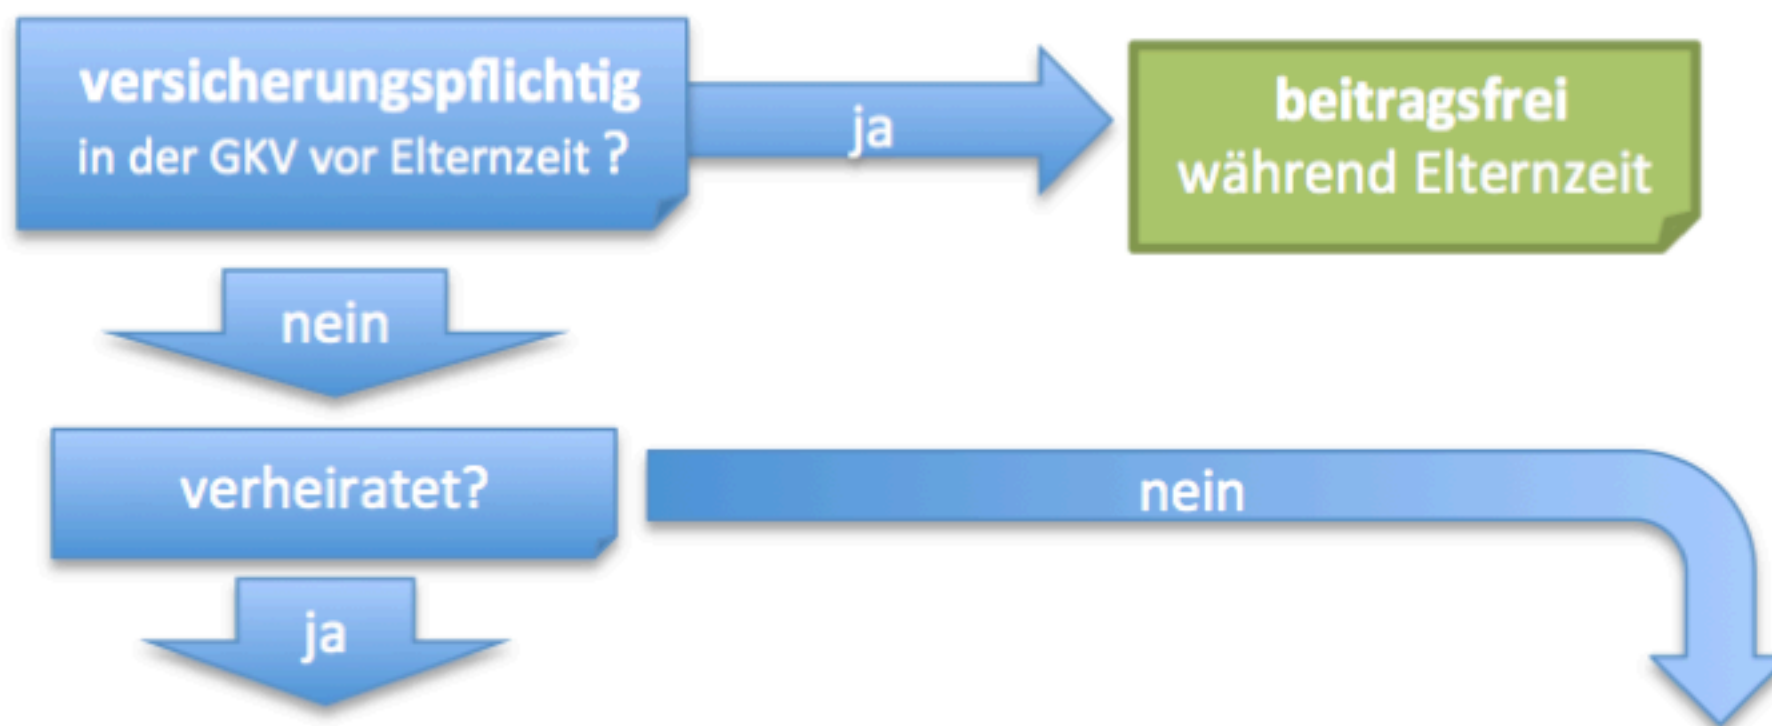 versicherungspflichtig
in der GKV vor Elternzeit ?
ja
beitragsfrei
während Elternzeit
nein
verheiratet?
nein
ja